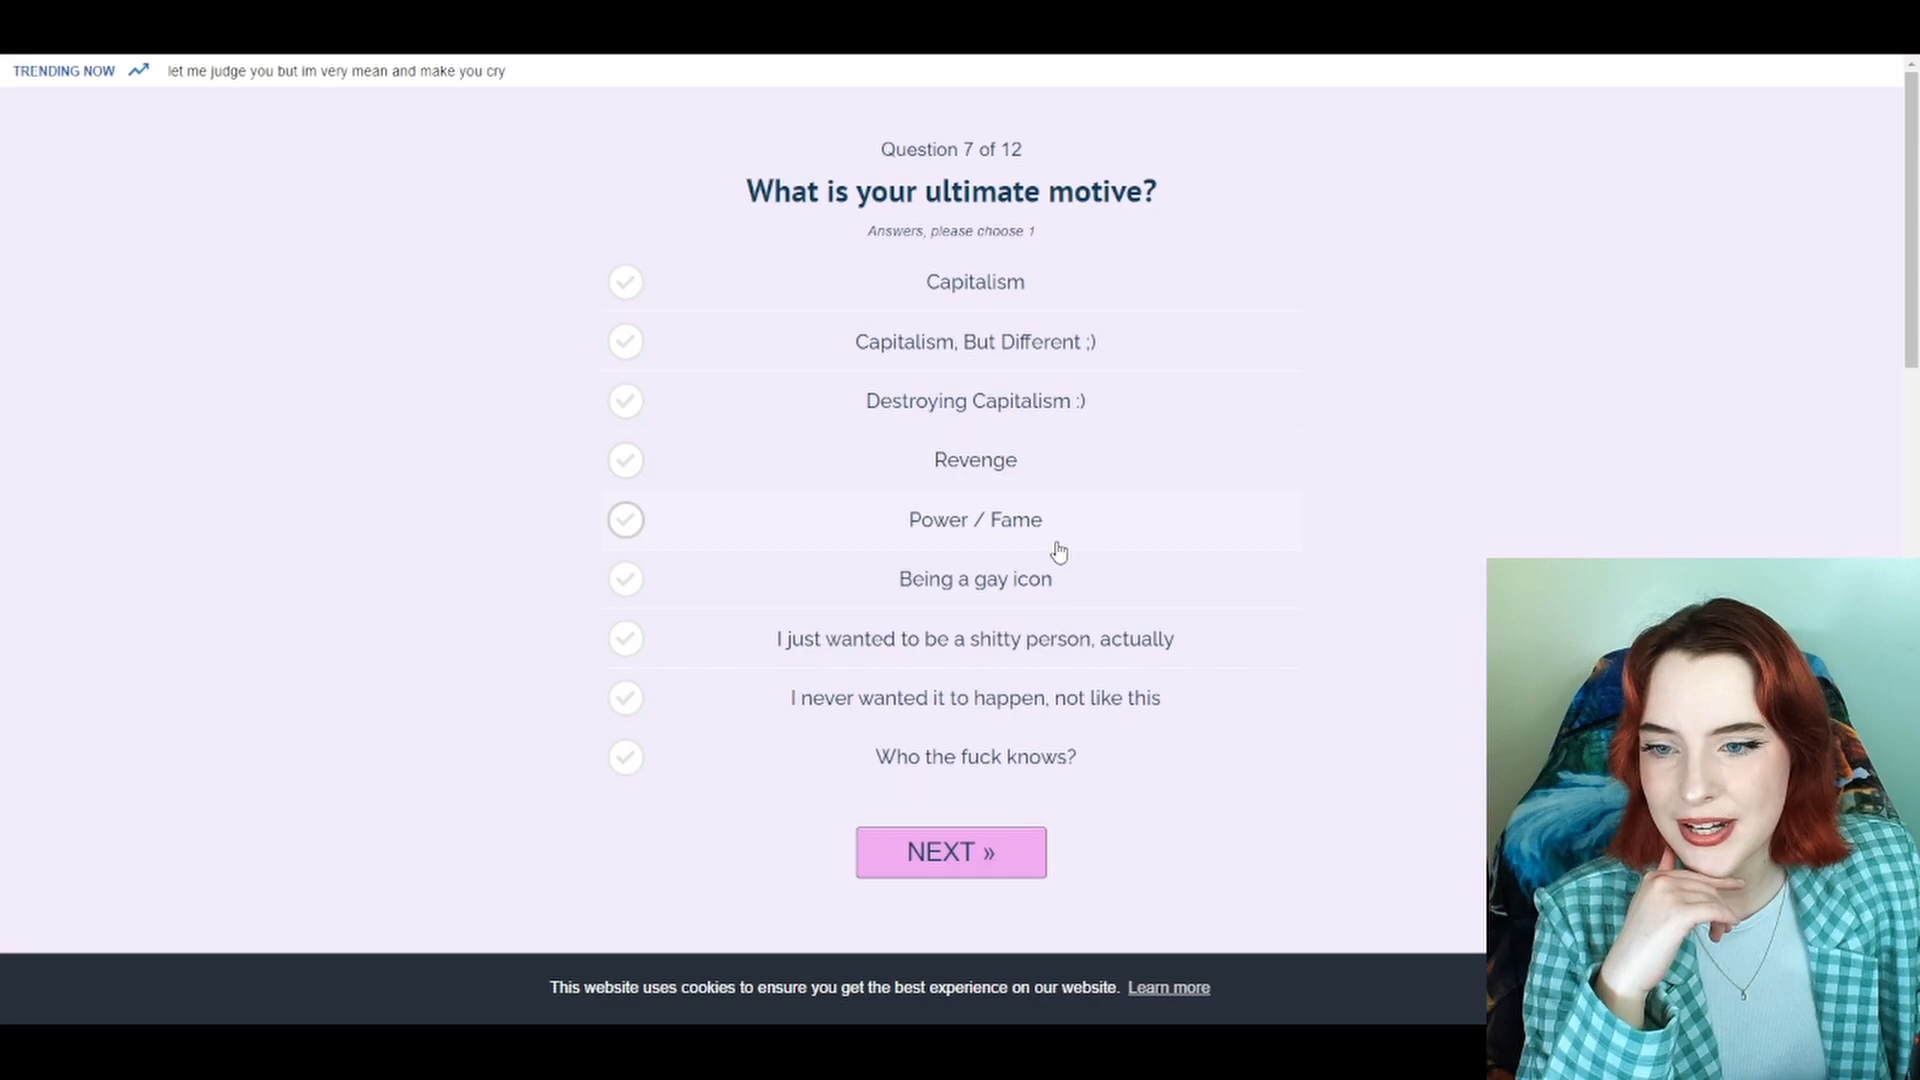 TRENDING NOW let me judge you but im very mean and make you cry
Question 7 of 12
What is your ultimate motive?
Answers, please choose 1
Capitalism
Capitalism, But Different ;)
Destroying Capitalism :)
Revenge
Power / Fame
Being a gay icon
I just wanted to be a shitty person, actually
I never wanted it to happen, not like this
Who the fuck knows?
NEXT »
This website uses cookies to ensure you get the best experience on our website. Learn more